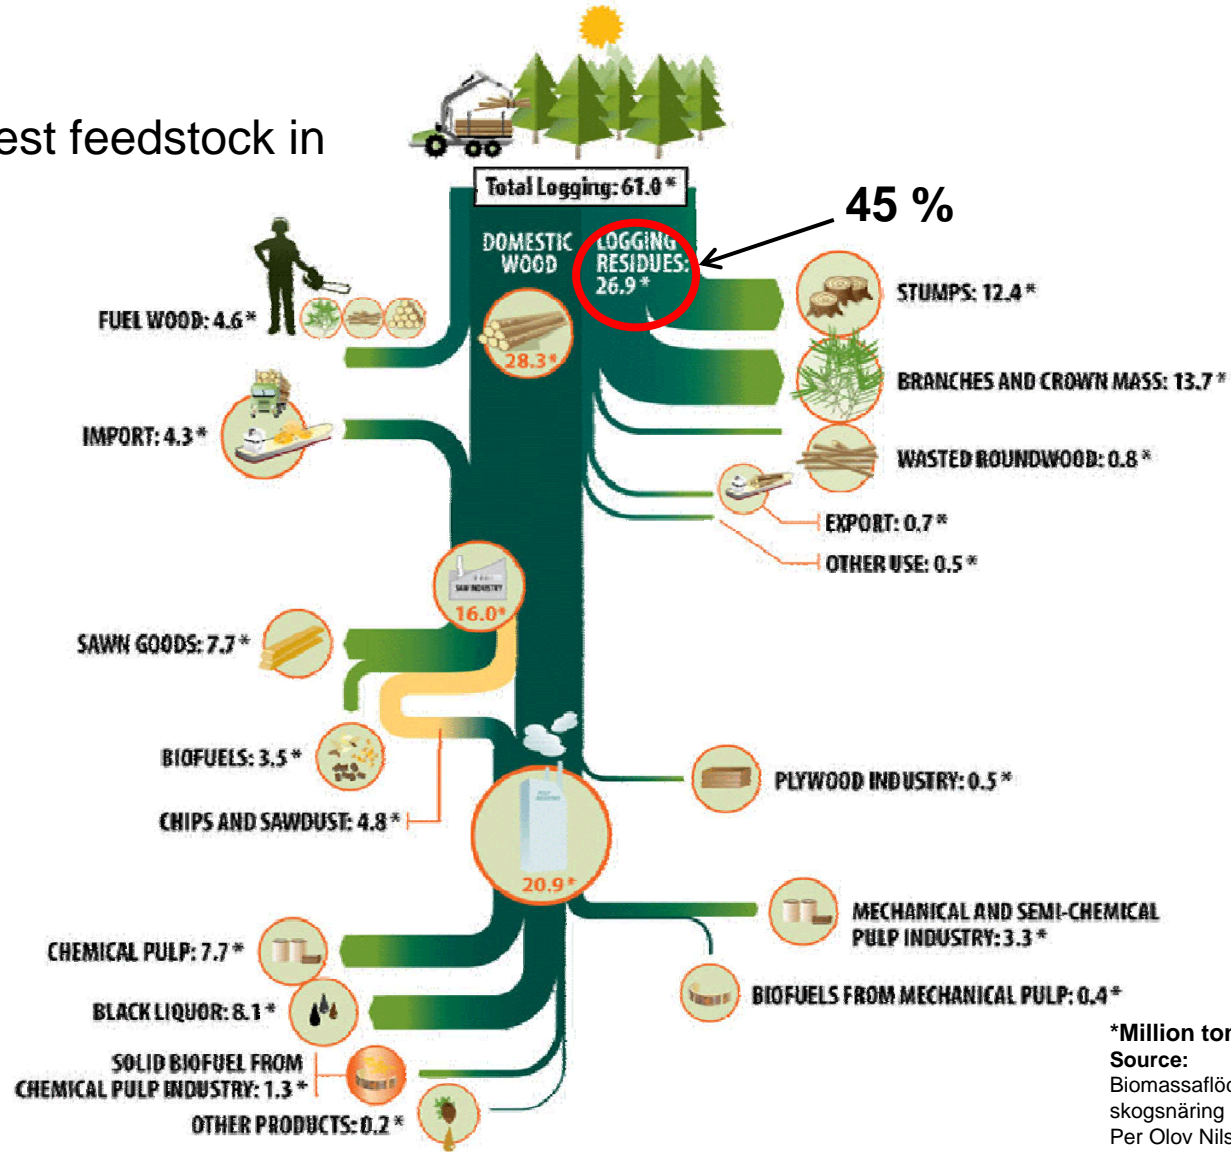 est feedstock in
Total Logging: 61.0 *
45 %
DOMESTIC
WOOD
LOGGING
RESIDUES:
26.9 *
28.3*
FUEL WOOD: 4.6 *
IMPORT: 4.3 *
STUMPS: 12.4 *
BRANCHES AND CROWN MASS: 13.7 *
WASTED ROUNDWOOD: 0.8 *
EXPORT: 0.7 *
OTHER USE: 0.5 *
SAW INDUSTRY
16.0*
SAWN GOODS: 7.7 *
BIOFUELS: 3.5 *
CHIPS AND SAWDUST: 4.8 *
PLYWOOD INDUSTRY: 0.5 *
PULP
INDUSTRY
20.9 *
MECHANICAL AND SEMI-CHEMICAL
PULP INDUSTRY: 3.3 *
BIOFUELS FROM MECHANICAL PULP: 0.4 *
CHEMICAL PULP: 7.7 *
BLACK LIQUOR: 8.1 *
SOLID BIOFUEL FROM
CHEMICAL PULP INDUSTRY: 1.3 *
OTHER PRODUCTS: 0.2 *
*Million ton
Source:
Biomassaflöd
skogsnäring
Per Olov Nils